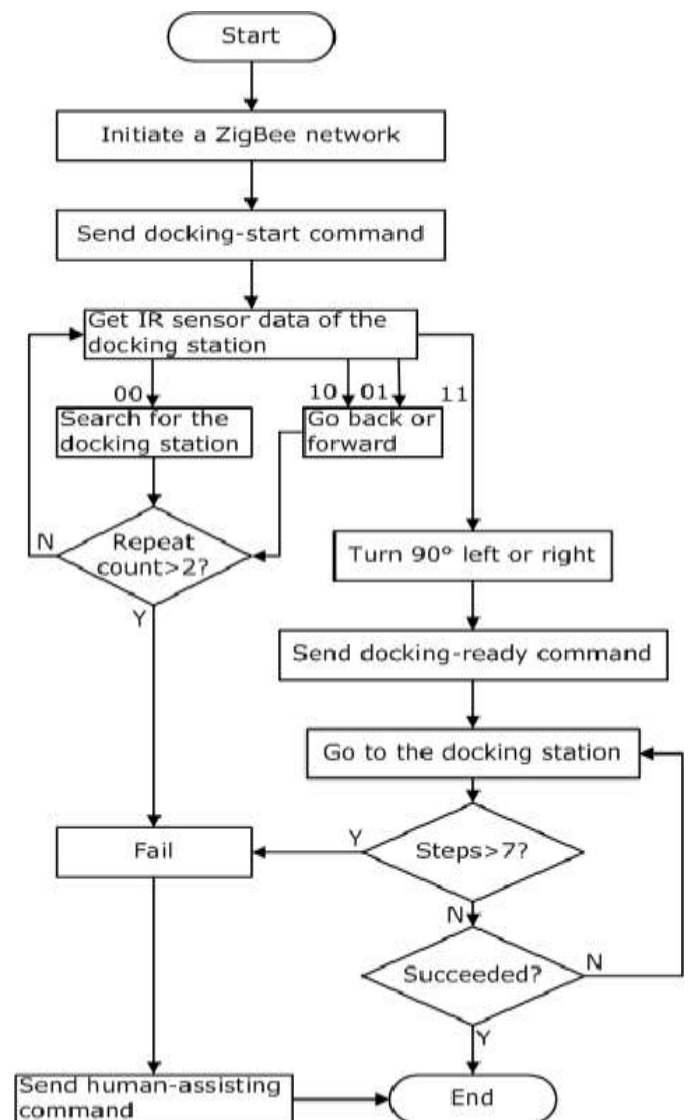 Start
Initiate a ZigBee network
Send docking-start command
Get IR sensor data of the
docking station
00
10
01
11
Search for the
docking station
Go back or
forward
N
Repeat
count>2?
Y
Turn 90° left or right
Send docking-ready command
Go to the docking station
Fail
Y
Steps>7?
N
Succeeded?
N
Y
Send human-assisting
command
End